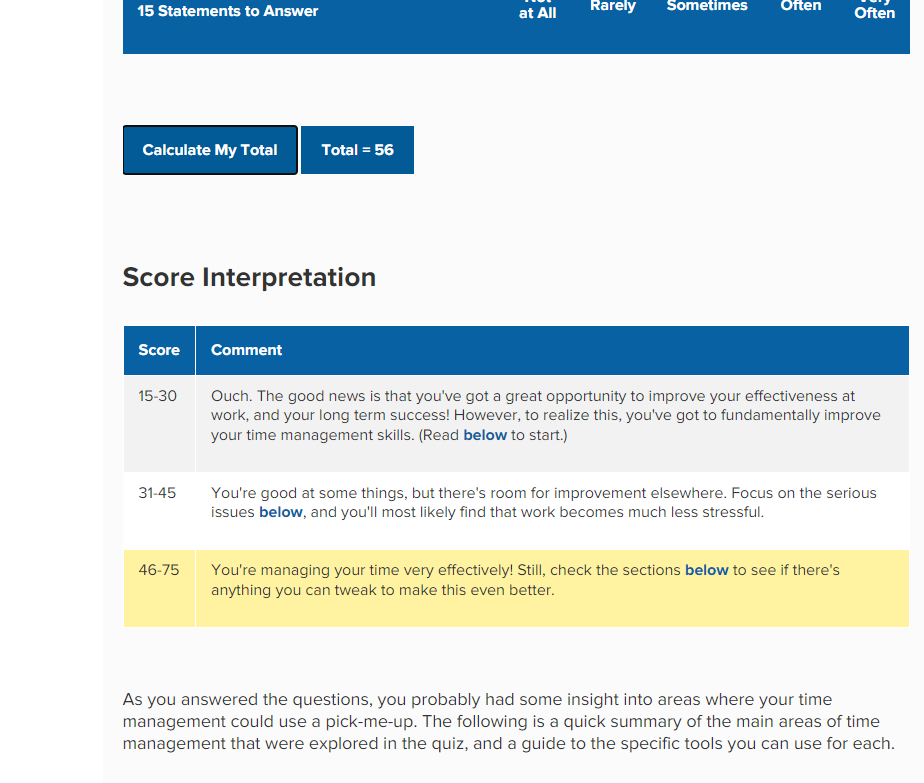 15 Statements to Answer
at All
Rarely
Sometimes
Often
Often
Calculate My Total
Total = 56
Score Interpretation
Score
Comment
15-30
Ouch. The good news is that you've got a great opportunity to improve your effectiveness at
work, and your long term success! However, to realize this, you've got to fundamentally improve
your time management skills. (Read below to start.)
31-45
You're good at some things, but there's room for improvement elsewhere. Focus on the serious
issues below, and you'll most likely find that work becomes much less stressful.
46-75
You're managing your time very effectively! Still, check the sections below to see if there's
anything you can tweak to make this even better.
As you answered the questions, you probably had some insight into areas where your time
management could use a pick-me-up. The following is a quick summary of the main areas of time
management that were explored in the quiz, and a guide to the specific tools you can use for each.